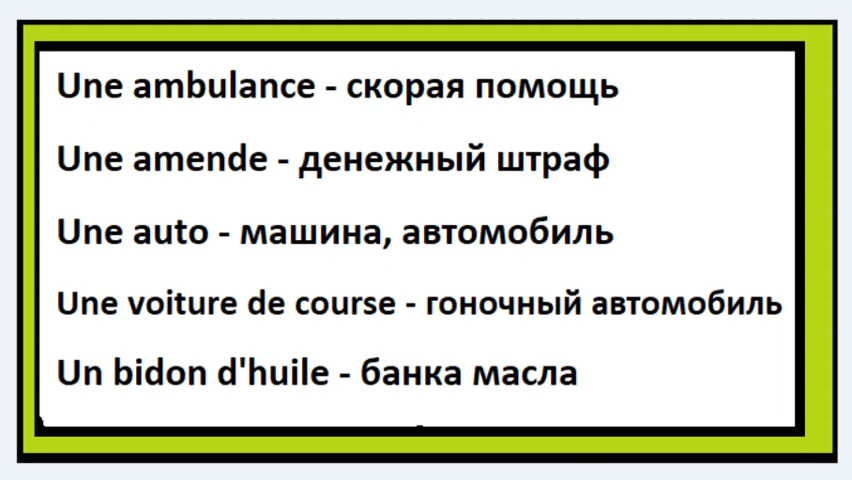 Une ambulance - скорая помощь
Une amende - денежный штраф
Une auto - машина, автомобиль
Une voiture de course - гоночный автомобиль
Un bidon d'huile - банка масла